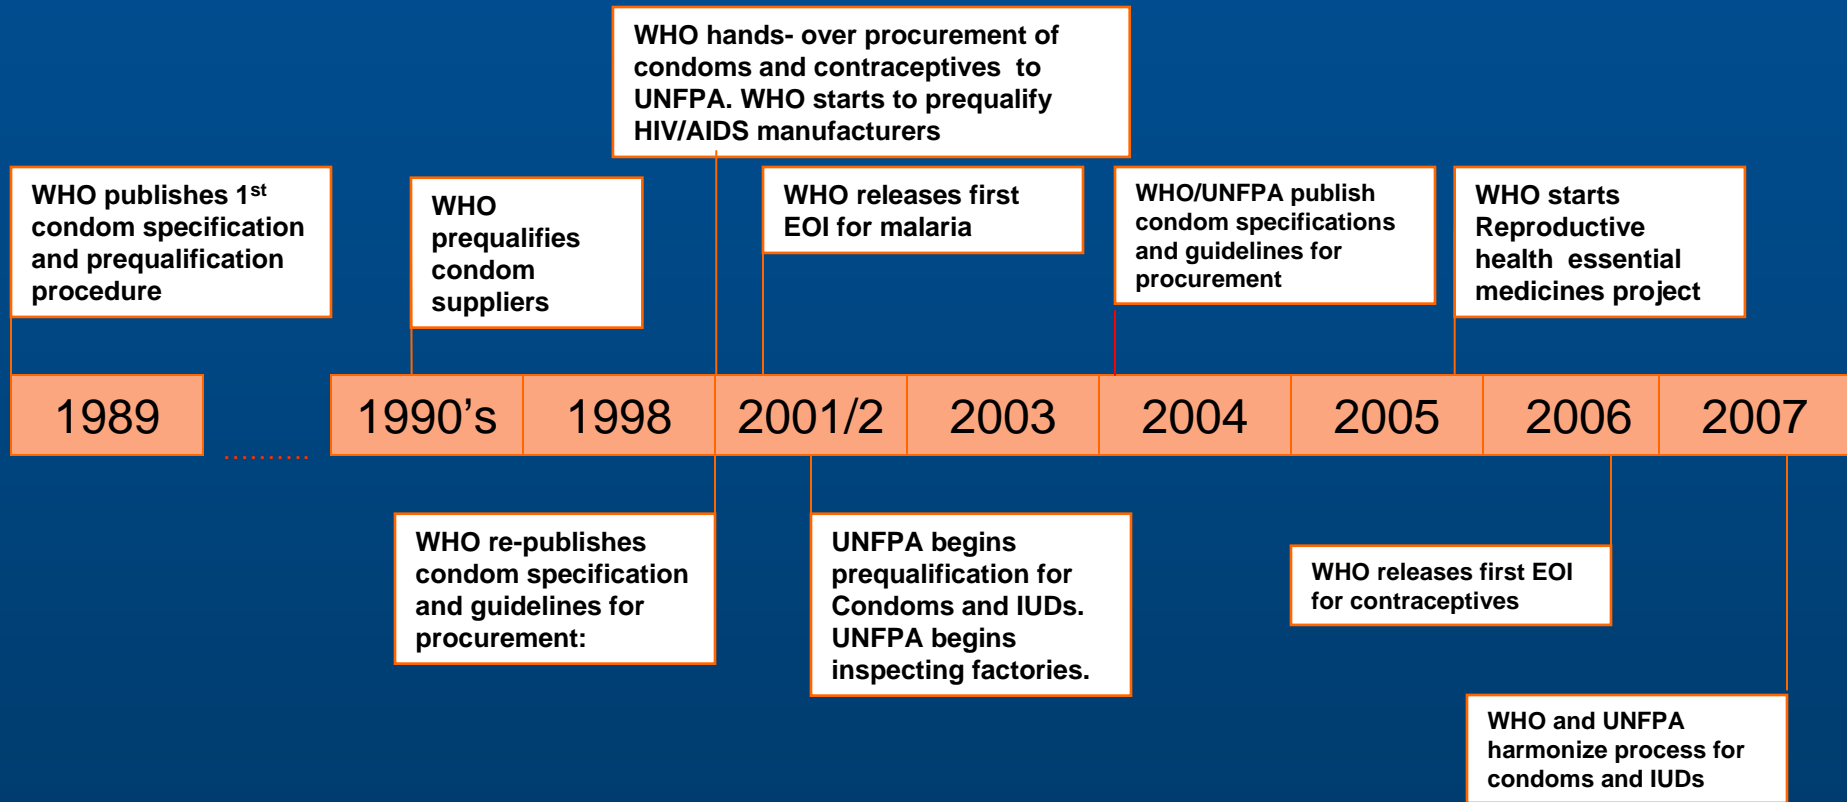 WHO hands- over procurement of
condoms and contraceptives to
UNFPA. WHO starts to prequalify
HIV/AIDS manufacturers
WHO publishes 1st
condom specification
and prequalification
procedure
WHO
prequalifies
condom
suppliers
WHO releases first
EOI for malaria
WHO/UNFPA publish
condom specifications
and guidelines for
procurement
WHO starts
Reproductive
health essential
medicines project
1989
..........
1990’s
1998
2001/2
2003
2004
2005
2006
2007
WHO re-publishes
condom specification
and guidelines for
procurement:
UNFPA begins
prequalification for
Condoms and IUDs.
UNFPA begins
inspecting factories.
WHO releases first EOI
for contraceptives
WHO and UNFPA
harmonize process for
condoms and IUDs